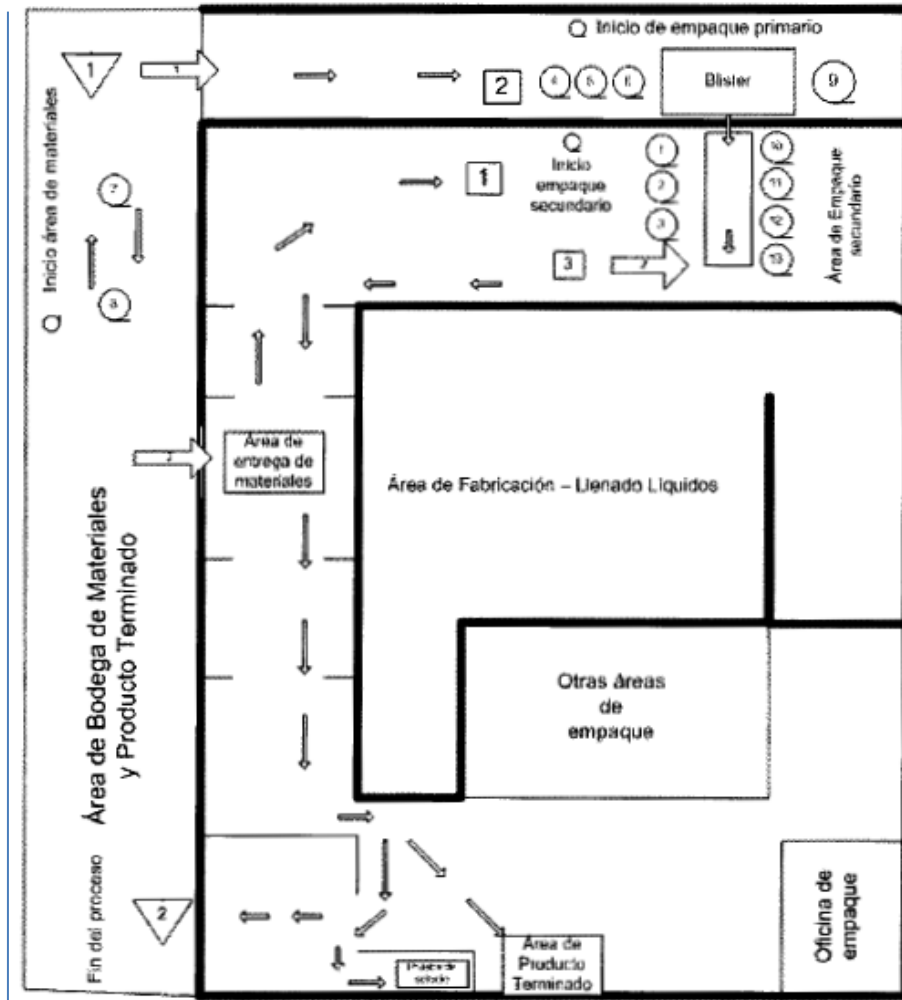 Inicio de empaque primario
1
1
2
4
5
6
Blister
9
Inicio área de materiales
7
8
1
Inicio
empaque
secundario
1
2
3
10
11
12
13
Área de Empaque
secundario
3
2
Área de
entrega de
materiales
Área de Fabricación – Llenado Líquidos
Área de Bodega de Materiales
y Producto Terminado
Otras áreas
de
empaque
Fin del proceso
2
Área de
Producto
Terminado
Oficina de
empaque